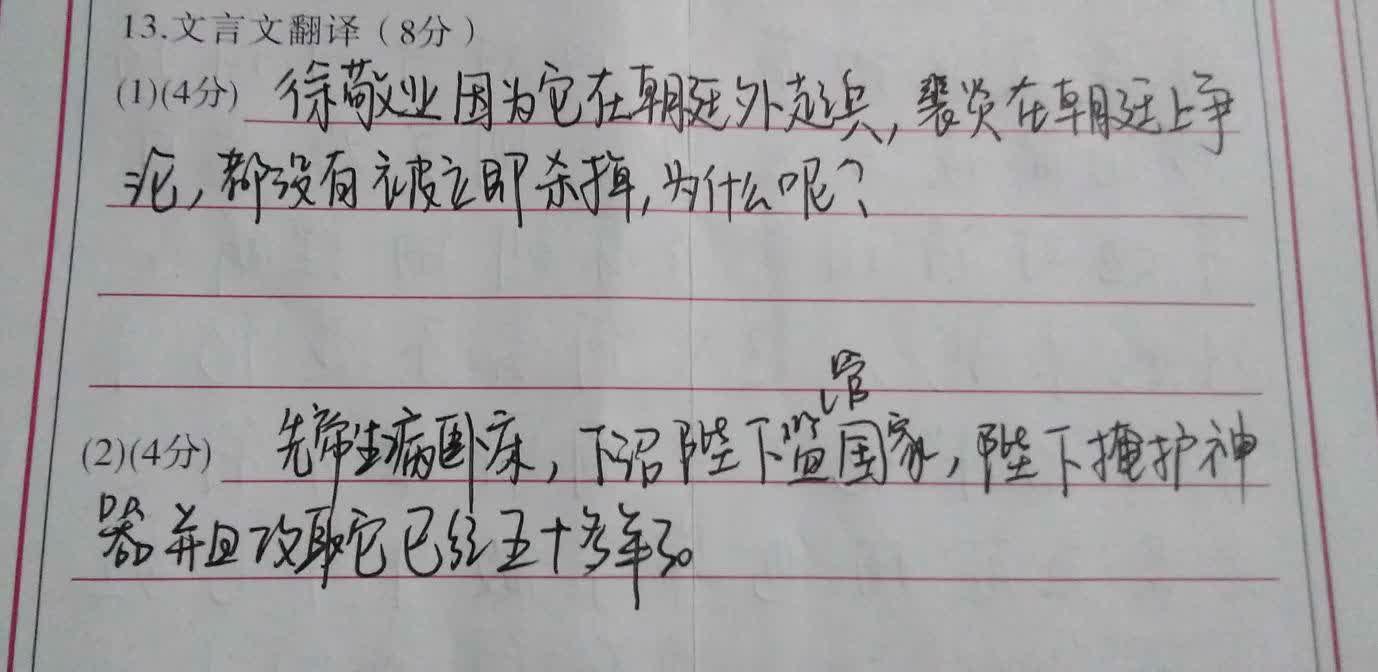 13.文言文翻译（8分）
(1)(4分) 徐敬业因为它在朝廷外起兵,裴炎在朝廷上争
论,都没有被立即杀掉,为什么呢?
管
(2)(4分) 先帝生病卧床,下诏陛下监国家,陛下掩护神
器并且攻取它已经五十多年了。